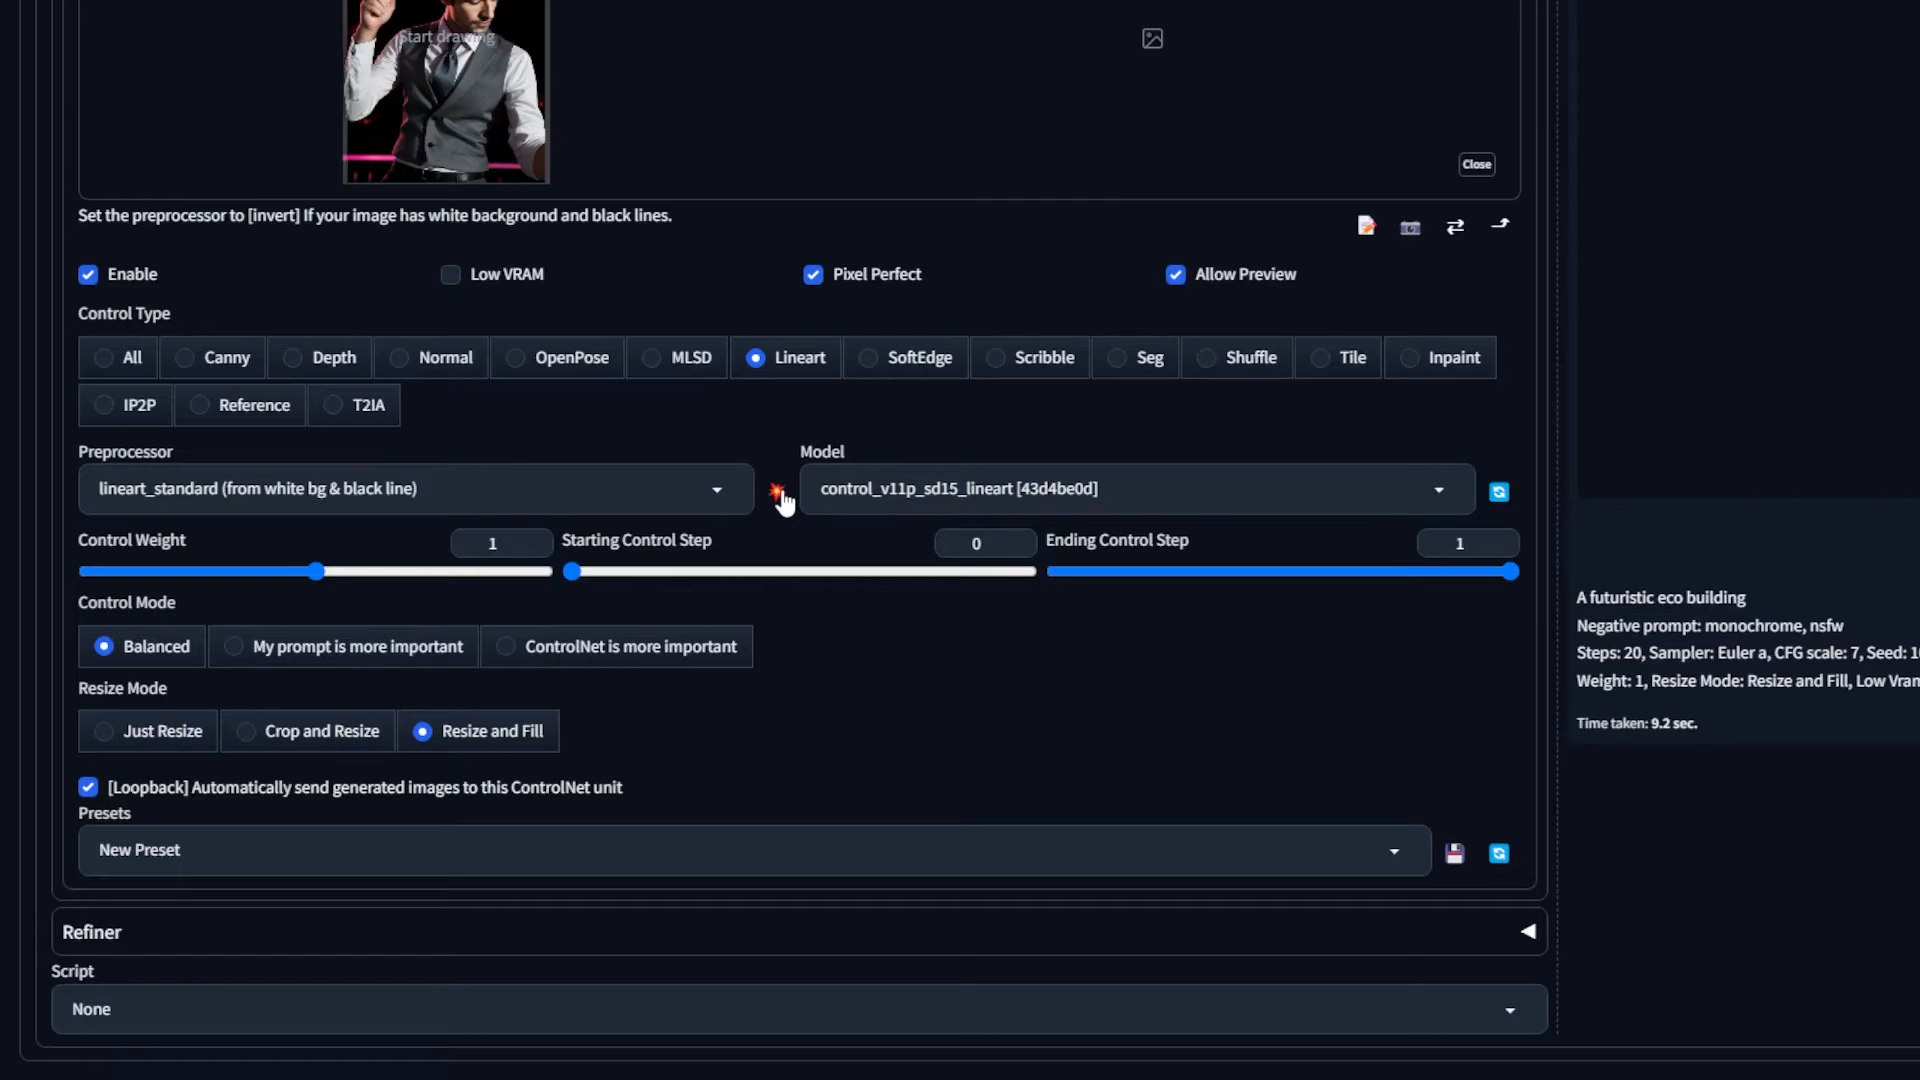 Start drawing
Close
Set the preprocessor to [invert] If your image has white background and black lines.
Enable Low VRAM Pixel Perfect Allow Preview
Control Type
All Canny Depth Normal OpenPose MLSD Lineart SoftEdge Scribble Seg Shuffle Tile Inpaint
IP2P Reference T2IA
Preprocessor Model
lineart_standard (from white bg & black line) control_v11p_sd15_lineart [43d4be0d]
Control Weight 1 Starting Control Step 0 Ending Control Step 1
Control Mode
Balanced My prompt is more important ControlNet is more important
Resize Mode
Just Resize Crop and Resize Resize and Fill
[Loopback] Automatically send generated images to this ControlNet unit
Presets
New Preset
Refiner
Script
None
A futuristic eco building
Negative prompt: monochrome, nsfw
Steps: 20, Sampler: Euler a, CFG scale: 7, Seed:
Weight: 1, Resize Mode: Resize and Fill, Low Vram
Time taken: 9.2 sec.